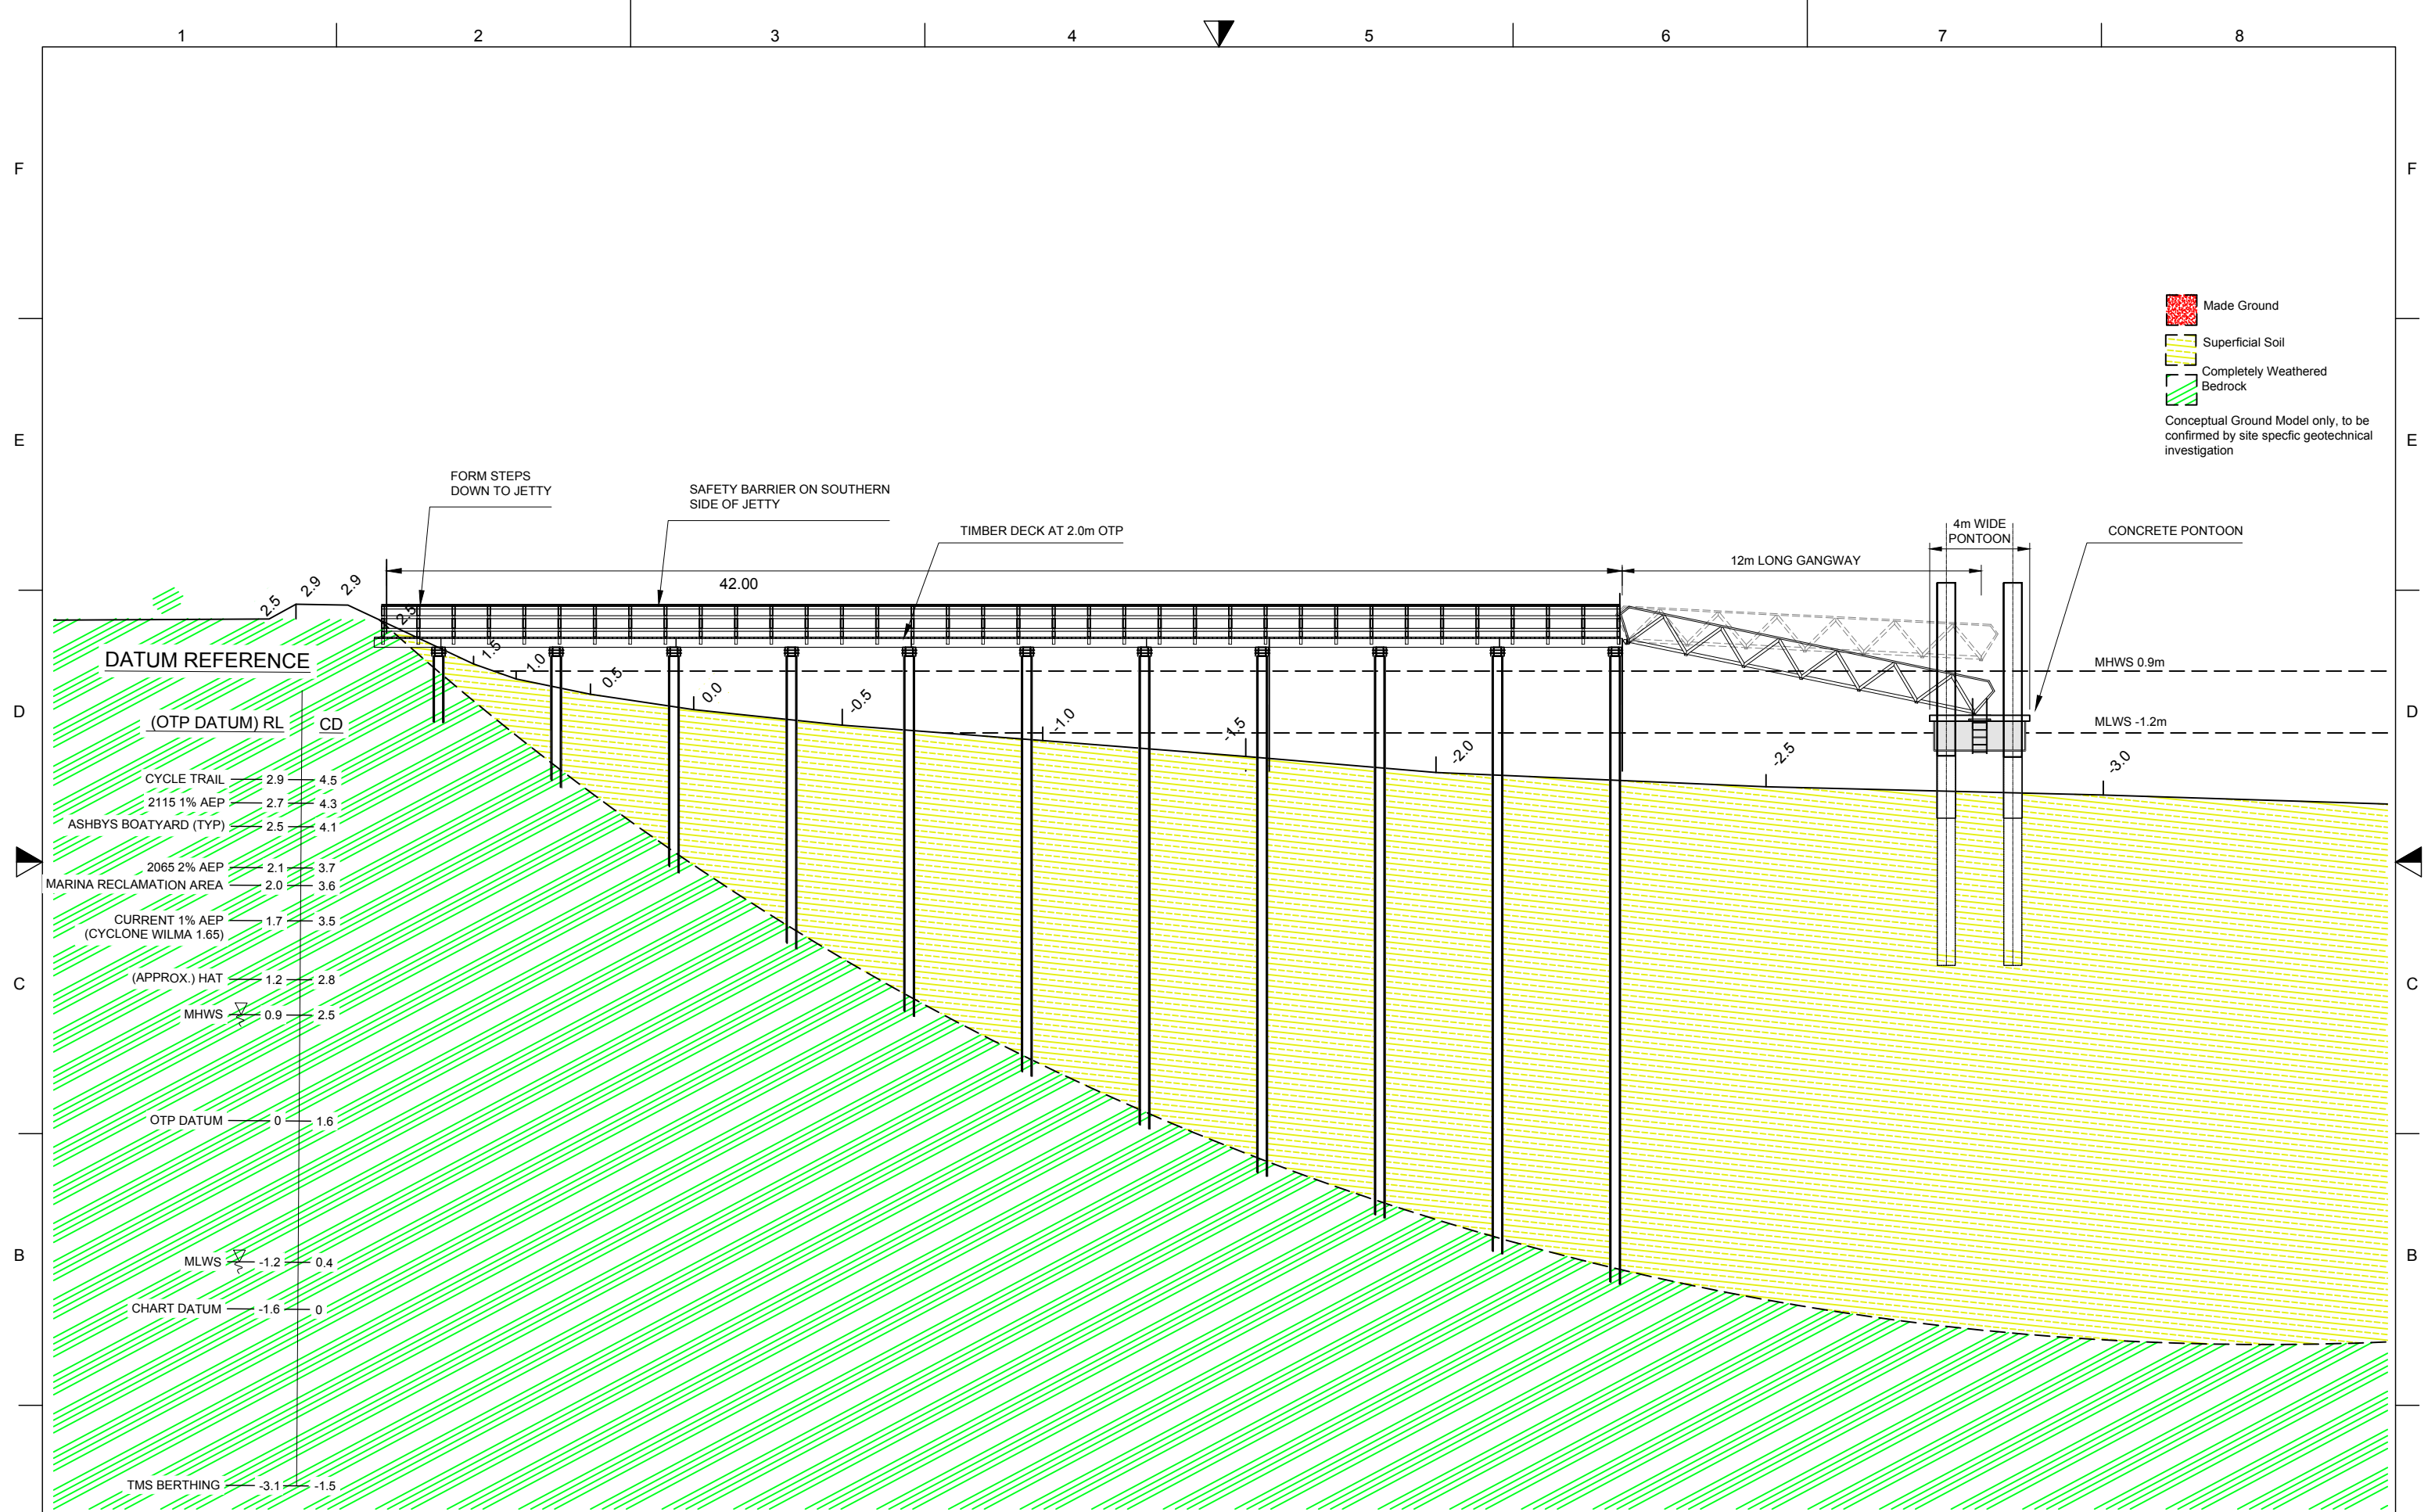 1 2 3 4 5 6 7 8
F F
Made Ground
Superficial Soil
Completely Weathered
Bedrock
Conceptual Ground Model only, to be
confirmed by site specfic geotechnical
investigation
E E
FORM STEPS
DOWN TO JETTY
SAFETY BARRIER ON SOUTHERN
SIDE OF JETTY
TIMBER DECK AT 2.0m OTP
4m WIDE
PONTOON
CONCRETE PONTOON
12m LONG GANGWAY
42.00
2.5 2.9 2.9 2.5 1.5 1.0 0.5 0.0 -0.5 -1.0 -1.5 -2.0 -2.5 -3.0
MHWS 0.9m
MLWS -1.2m
D D
DATUM REFERENCE
(OTP DATUM) RL CD
CYCLE TRAIL 2.9 4.5
2115 1% AEP 2.7 4.3
ASHBYS BOATYARD (TYP) 2.5 4.1
2065 2% AEP 2.1 3.7
MARINA RECLAMATION AREA 2.0 3.6
CURRENT 1% AEP 1.7 3.5
(CYCLONE WILMA 1.65)
(APPROX.) HAT 1.2 2.8
C C
MHWS 0.9 2.5
OTP DATUM 0 1.6
B B
MLWS -1.2 0.4
CHART DATUM -1.6 0
TMS BERTHING -3.1 -1.5